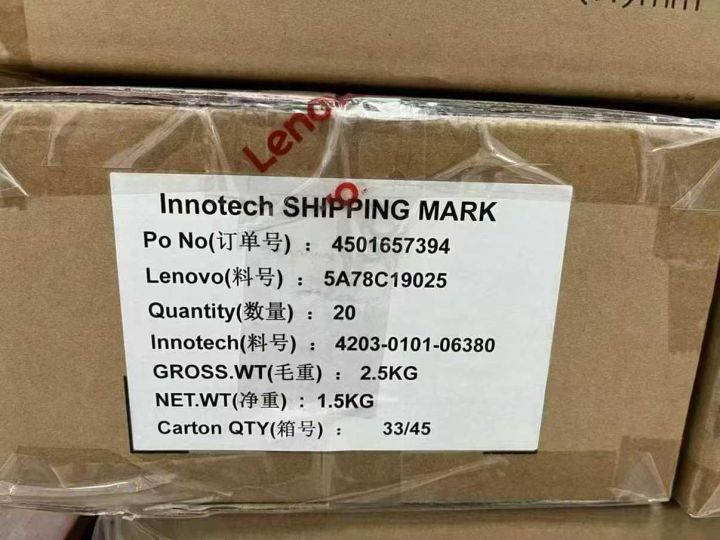 Lenovo
Innotech SHIPPING MARK
Po No(订单号) : 4501657394
Lenovo(料号) : 5A78C19025
Quantity(数量) : 20
Innotech(料号) : 4203-0101-06380
GROSS.WT(毛重) : 2.5KG
NET.WT(净重) : 1.5KG
Carton QTY(箱号) : 33/45